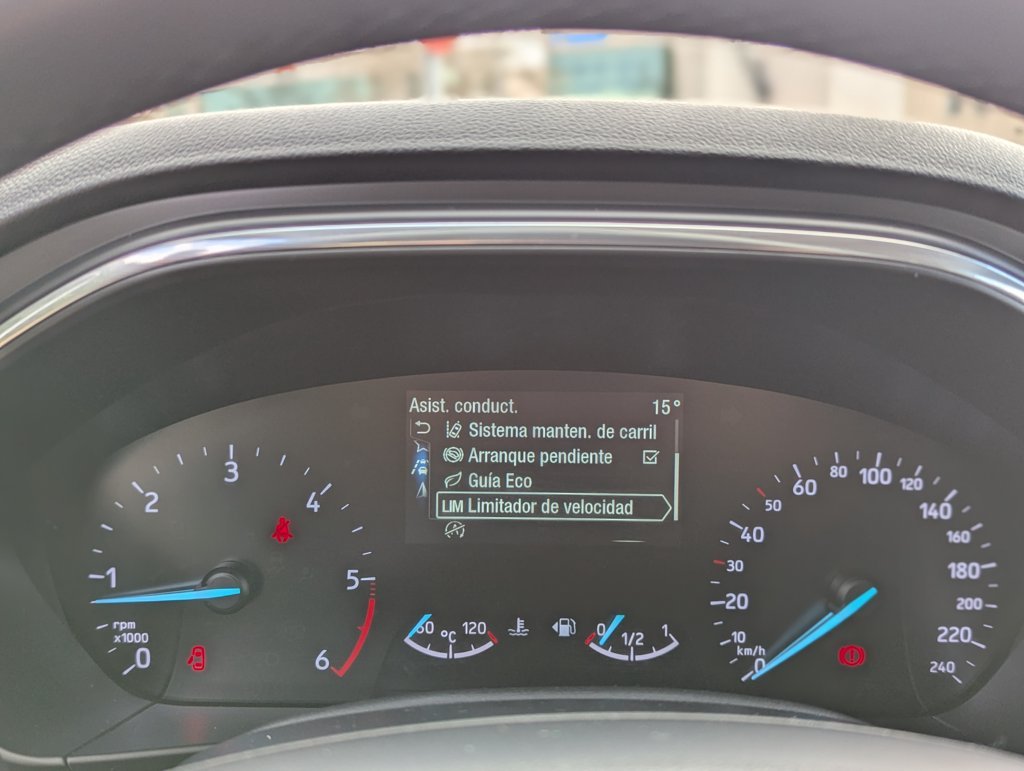 Asist. conduct. 15°
Sistema manten. de carril
Arranque pendiente
Guía Eco
LIM Limitador de velocidad
0 1 2 3 4 5 6
rpm
x1000
60 °C 120
0 1/2 1
0 10 20 30 40 50 60 80 100 120 140 160 180 200 220 240
km/h